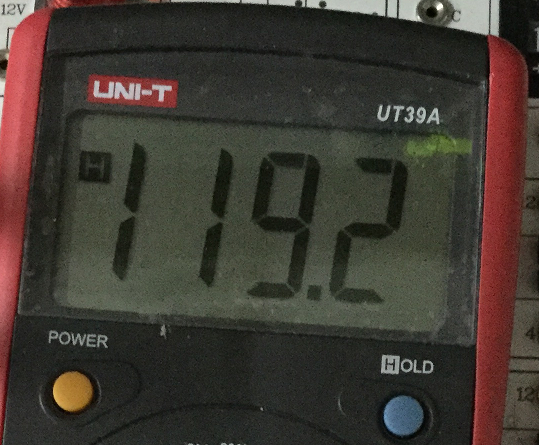 12V
C
UNI-T
UT39A
H
119.2
POWER
HOLD